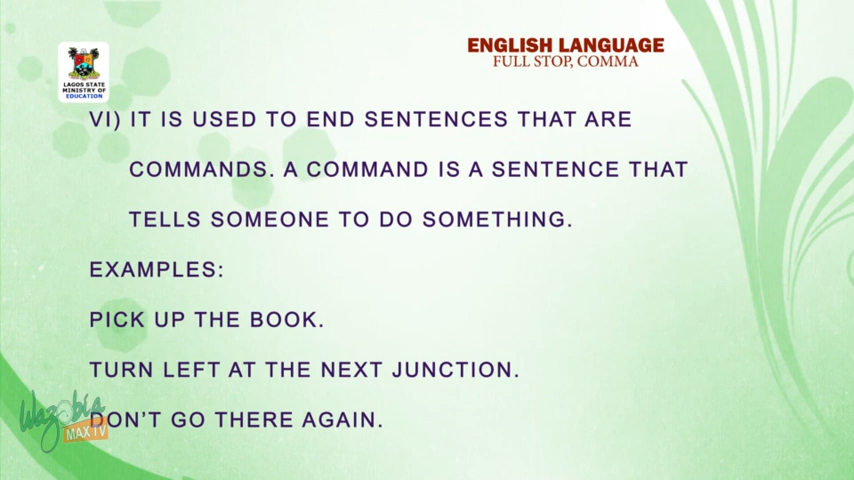 LAGOS STATE
MINISTRY OF
EDUCATION
ENGLISH LANGUAGE
FULL STOP, COMMA
VI) IT IS USED TO END SENTENCES THAT ARE
COMMANDS. A COMMAND IS A SENTENCE THAT
TELLS SOMEONE TO DO SOMETHING.
EXAMPLES:
PICK UP THE BOOK.
TURN LEFT AT THE NEXT JUNCTION.
DON'T GO THERE AGAIN.
Wazobia
MAX TV